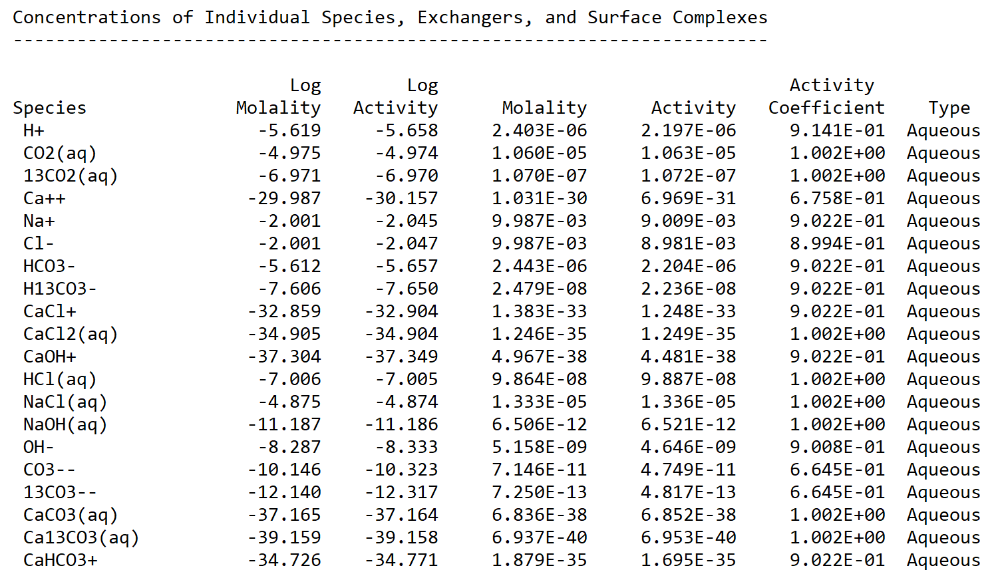 Concentrations of Individual Species, Exchangers, and Surface Complexes
-----------------------------------------------------------------------
Log Log Activity
Species Molality Activity Molality Activity Coefficient Type
H+ -5.619 -5.658 2.403E-06 2.197E-06 9.141E-01 Aqueous
CO2(aq) -4.975 -4.974 1.060E-05 1.063E-05 1.002E+00 Aqueous
13CO2(aq) -6.971 -6.970 1.070E-07 1.072E-07 1.002E+00 Aqueous
Ca++ -29.987 -30.157 1.031E-30 6.969E-31 6.758E-01 Aqueous
Na+ -2.001 -2.045 9.987E-03 9.009E-03 9.022E-01 Aqueous
Cl- -2.001 -2.047 9.987E-03 8.981E-03 8.994E-01 Aqueous
HCO3- -5.612 -5.657 2.443E-06 2.204E-06 9.022E-01 Aqueous
H13CO3- -7.606 -7.650 2.479E-08 2.236E-08 9.022E-01 Aqueous
CaCl+ -32.859 -32.904 1.383E-33 1.248E-33 9.022E-01 Aqueous
CaCl2(aq) -34.905 -34.904 1.246E-35 1.249E-35 1.002E+00 Aqueous
CaOH+ -37.304 -37.349 4.967E-38 4.481E-38 9.022E-01 Aqueous
HCl(aq) -7.006 -7.005 9.864E-08 9.887E-08 1.002E+00 Aqueous
NaCl(aq) -4.875 -4.874 1.333E-05 1.336E-05 1.002E+00 Aqueous
NaOH(aq) -11.187 -11.186 6.506E-12 6.521E-12 1.002E+00 Aqueous
OH- -8.287 -8.333 5.158E-09 4.646E-09 9.008E-01 Aqueous
CO3-- -10.146 -10.323 7.146E-11 4.749E-11 6.645E-01 Aqueous
13CO3-- -12.140 -12.317 7.250E-13 4.817E-13 6.645E-01 Aqueous
CaCO3(aq) -37.165 -37.164 6.836E-38 6.852E-38 1.002E+00 Aqueous
Ca13CO3(aq) -39.159 -39.158 6.937E-40 6.953E-40 1.002E+00 Aqueous
CaHCO3+ -34.726 -34.771 1.879E-35 1.695E-35 9.022E-01 Aqueous